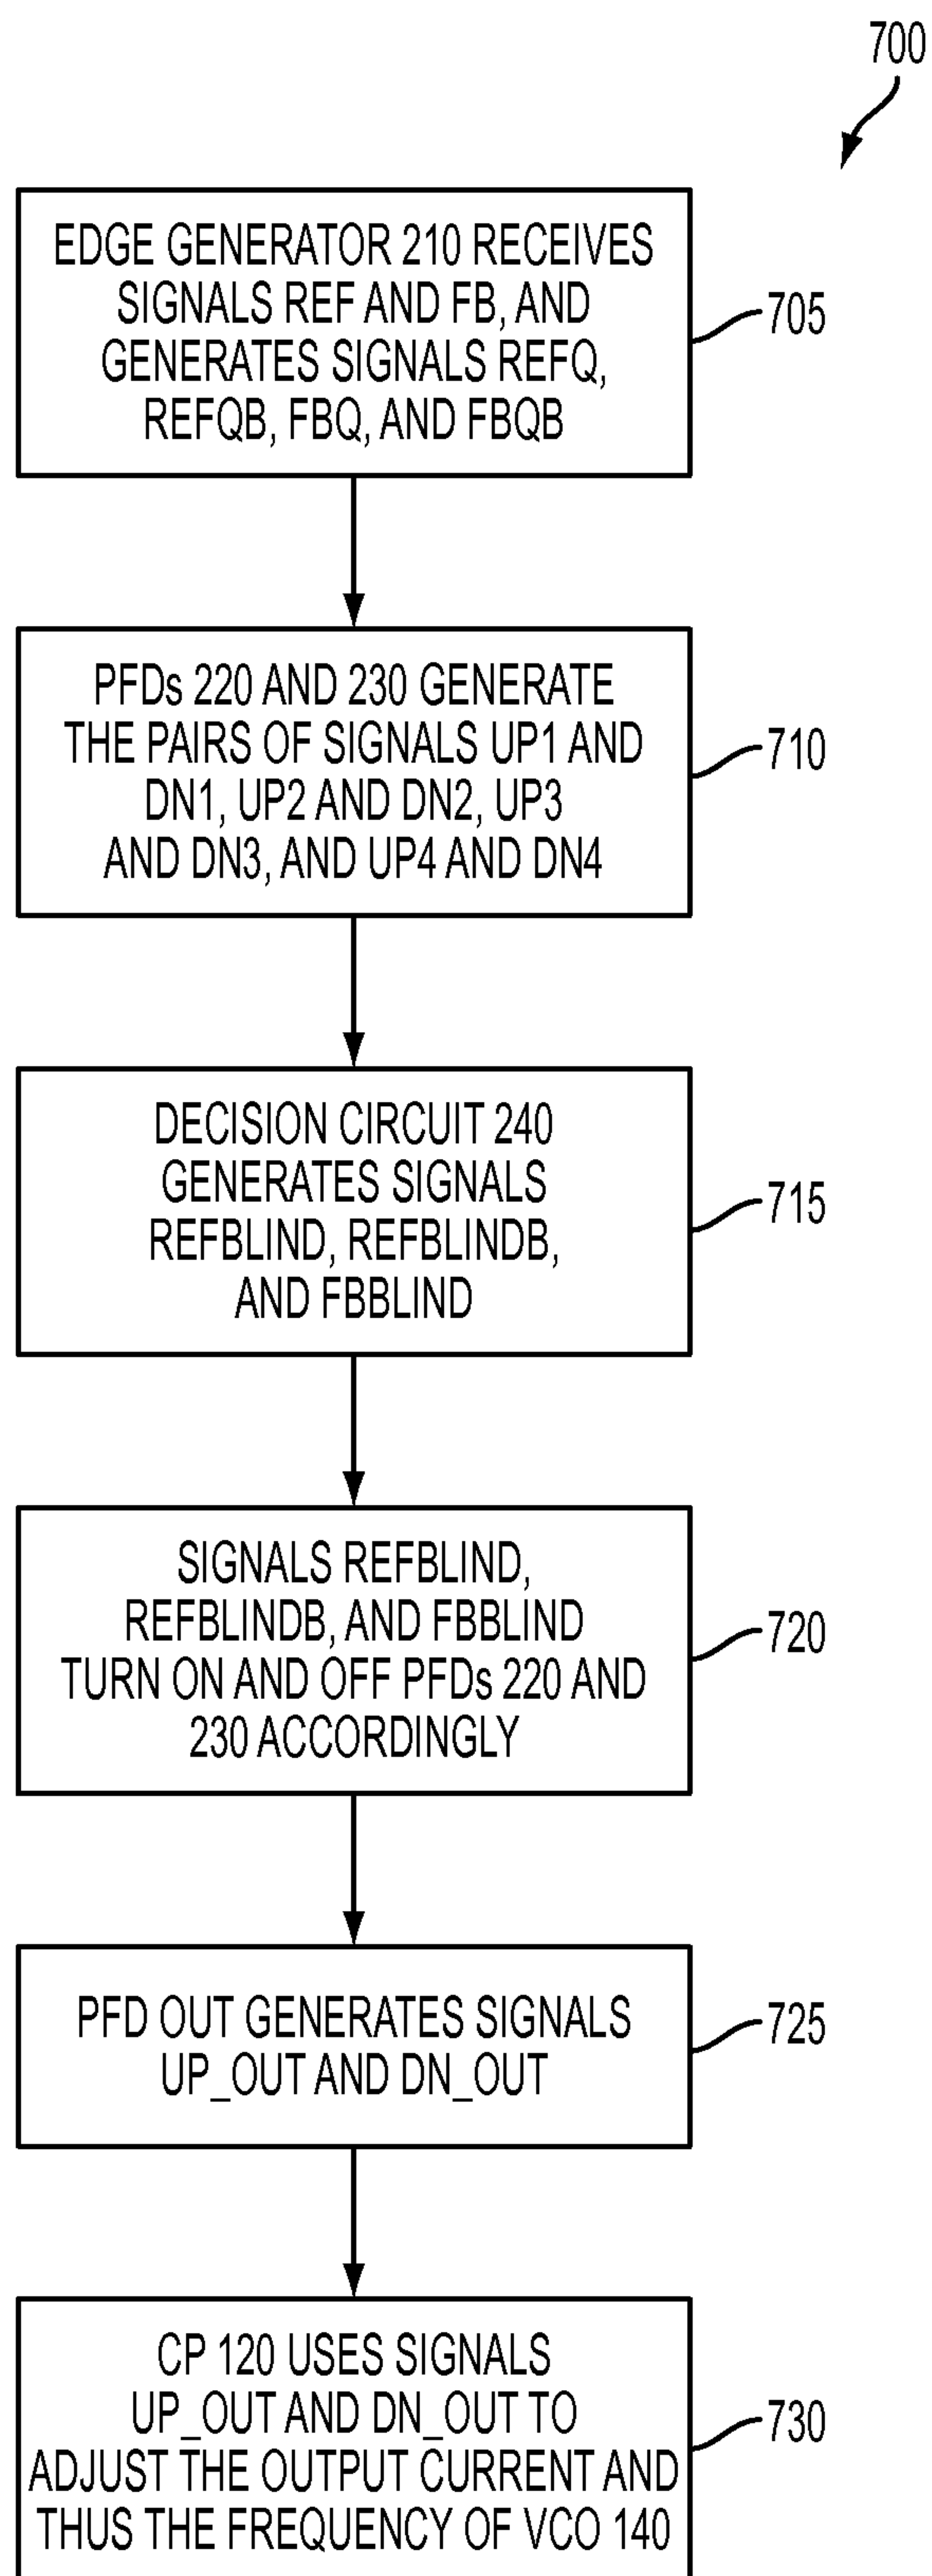 700
EDGE GENERATOR 210 RECEIVES
SIGNALS REF AND FB, AND
GENERATES SIGNALS REFQ,
REFQB, FBQ, AND FBQB
705
PFDs 220 AND 230 GENERATE
THE PAIRS OF SIGNALS UP1 AND
DN1, UP2 AND DN2, UP3
AND DN3, AND UP4 AND DN4
710
DECISION CIRCUIT 240
GENERATES SIGNALS
REFBLIND, REFBLINDB,
AND FBBLIND
715
SIGNALS REFBLIND,
REFBLINDB, AND FBBLIND
TURN ON AND OFF PFDs 220 AND
230 ACCORDINGLY
720
PFD OUT GENERATES SIGNALS
UP_OUT AND DN_OUT
725
CP 120 USES SIGNALS
UP_OUT AND DN_OUT TO
ADJUST THE OUTPUT CURRENT AND
THUS THE FREQUENCY OF VCO 140
730